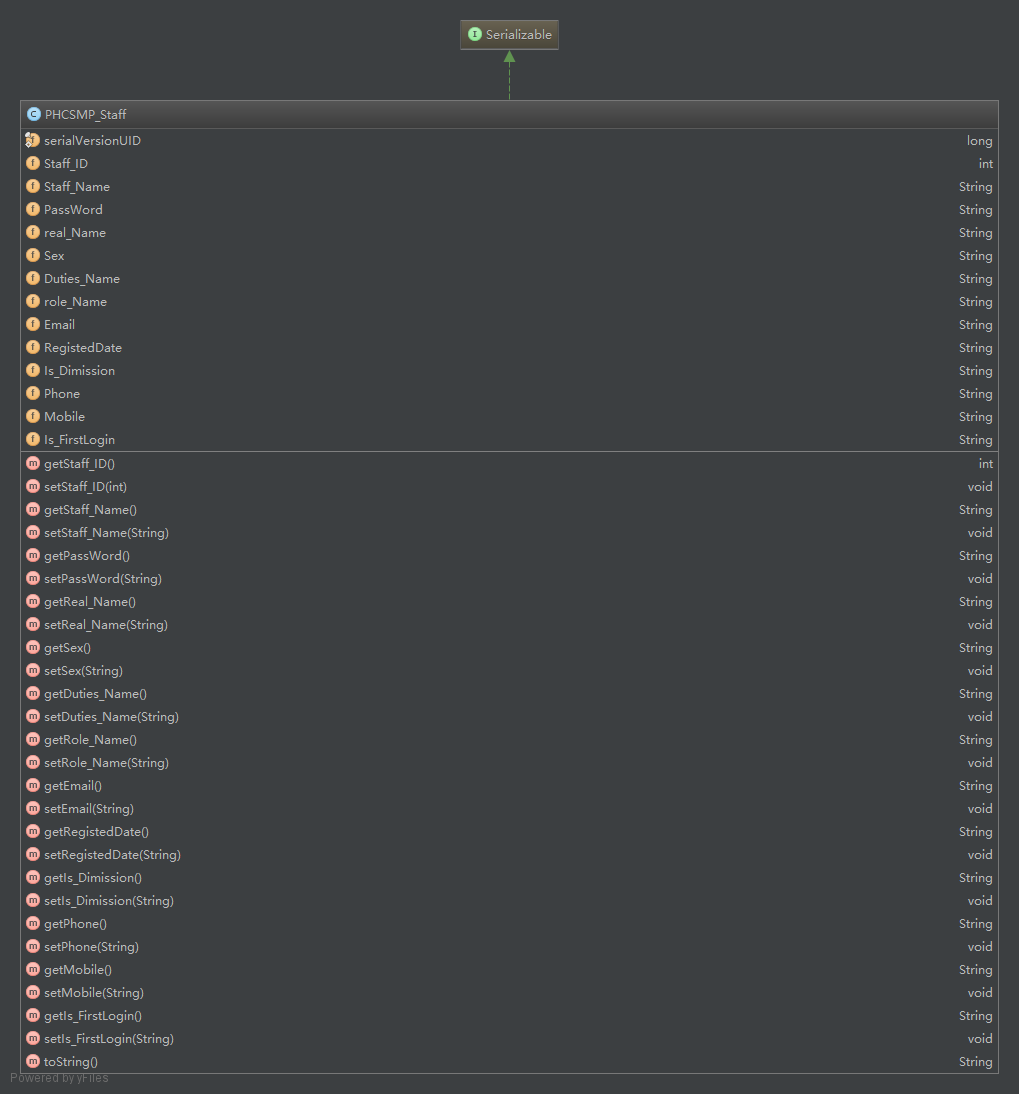 I Serializable
C PHCSMP_Staff
f serialVersionUID long
f Staff_ID int
f Staff_Name String
f PassWord String
f real_Name String
f Sex String
f Duties_Name String
f role_Name String
f Email String
f RegistedDate String
f Is_Dimission String
f Phone String
f Mobile String
f Is_FirstLogin String
m getStaff_ID() int
m setStaff_ID(int) void
m getStaff_Name() String
m setStaff_Name(String) void
m getPassWord() String
m setPassWord(String) void
m getReal_Name() String
m setReal_Name(String) void
m getSex() String
m setSex(String) void
m getDuties_Name() String
m setDuties_Name(String) void
m getRole_Name() String
m setRole_Name(String) void
m getEmail() String
m setEmail(String) void
m getRegistedDate() String
m setRegistedDate(String) void
m getIs_Dimission() String
m setIs_Dimission(String) void
m getPhone() String
m setPhone(String) void
m getMobile() String
m setMobile(String) void
m getIs_FirstLogin() String
m setIs_FirstLogin(String) void
m toString() String
Powered by yFiles